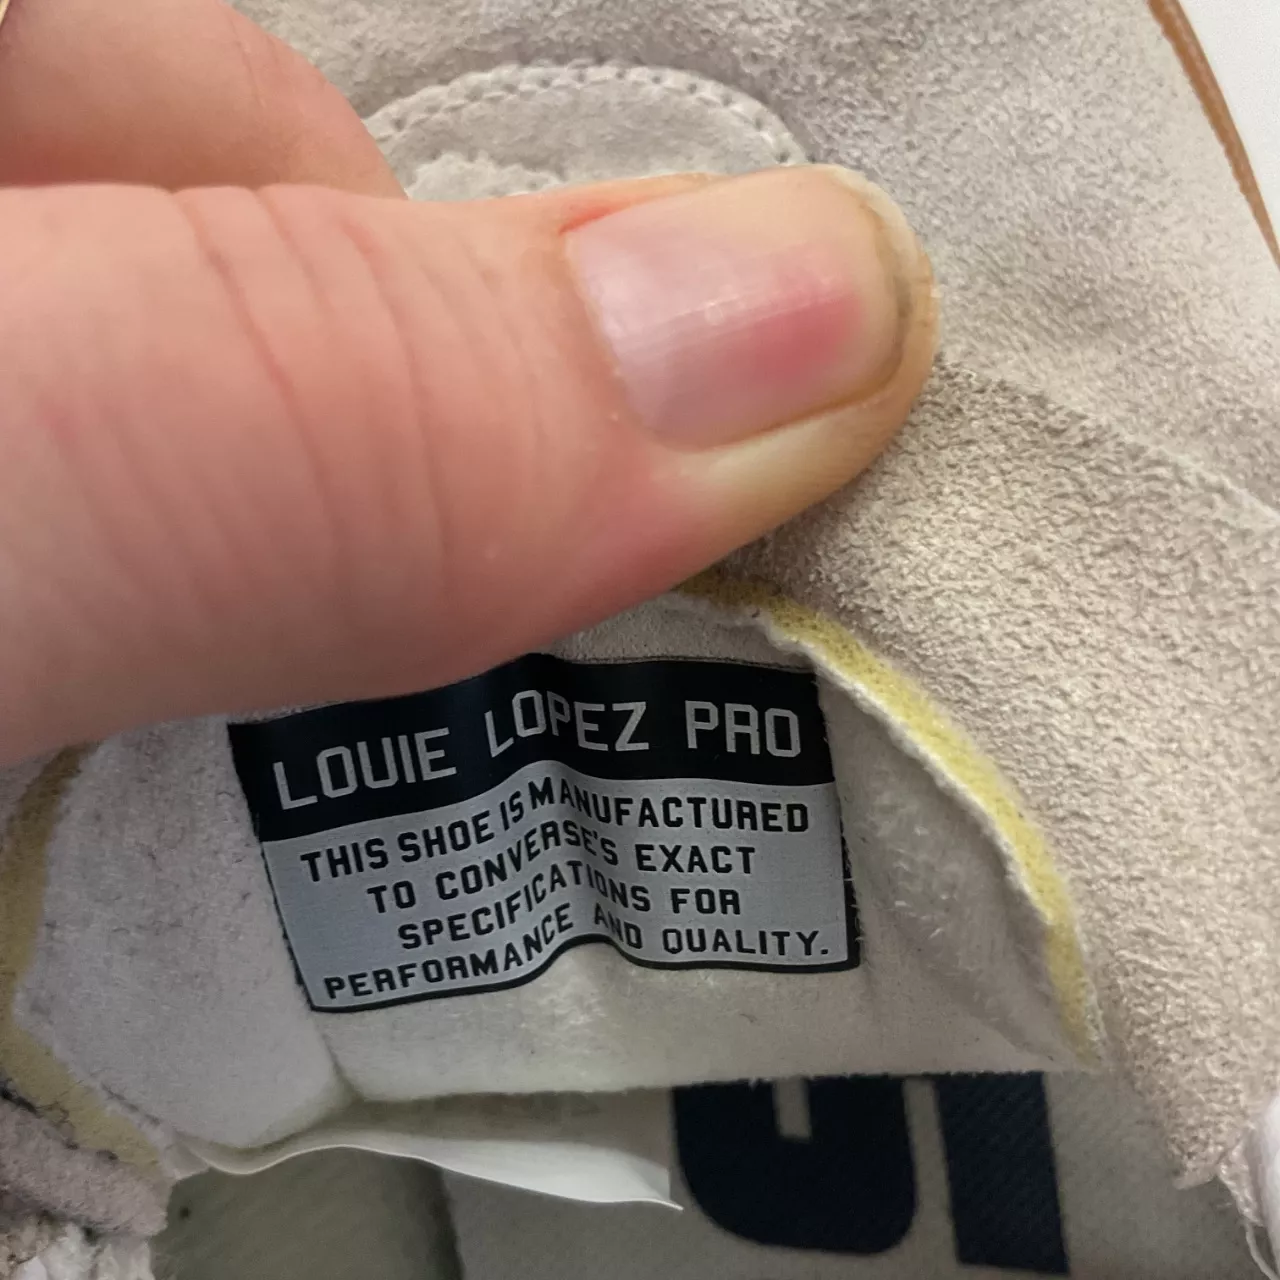 LOUIE LOPEZ PRO
THIS SHOE IS MANUFACTURED
TO CONVERSE'S EXACT
SPECIFICATIONS FOR
PERFORMANCE AND QUALITY.